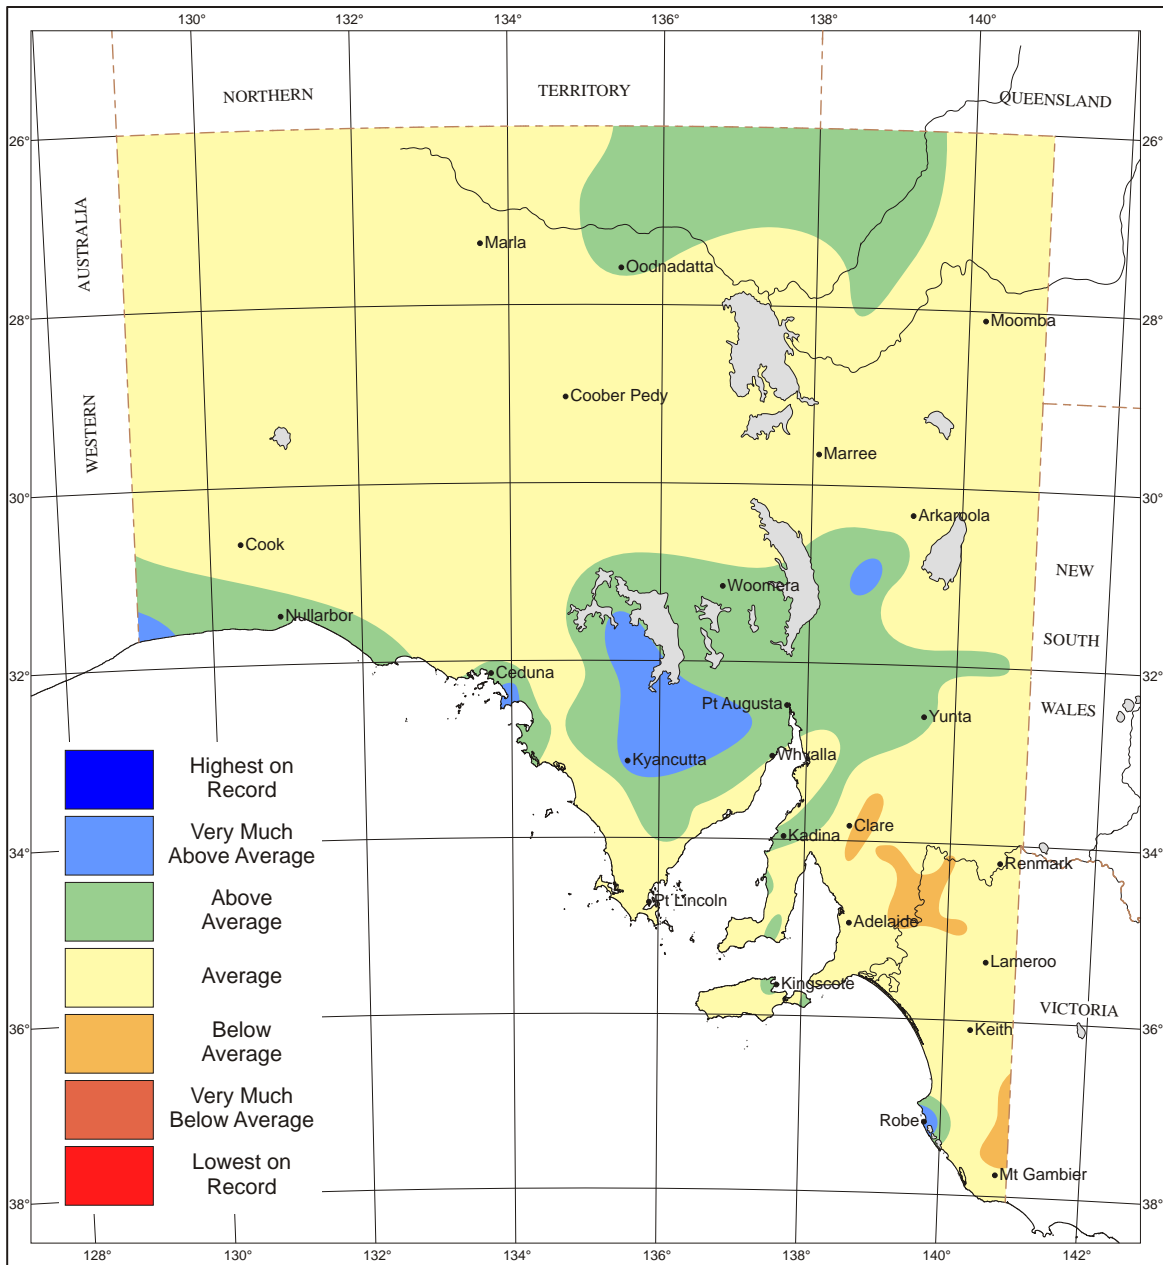 130° 132° 134° 136° 138° 140°
NORTHERN TERRITORY QUEENSLAND
26° 26°
AUSTRALIA
Marla
Oodnadatta
28° 28°
Moomba
Coober Pedy
WESTERN
Marree
30° 30°
Arkaroola
Cook
NEW
Woomera
Nullarbor
SOUTH
Ceduna
32° 32°
Pt Augusta
WALES
Yunta
Kyancutta
Whyalla
Highest on
Record
Very Much
Above Average
Clare
Kadina
34° 34°
Renmark
Above
Average
Pt Lincoln
Adelaide
Average
Lameroo
Kingscote
VICTORIA
36° 36°
Keith
Below
Average
Very Much
Below Average
Robe
Lowest on
Record
Mt Gambier
38° 38°
128° 130° 132° 134° 136° 138° 140° 142°